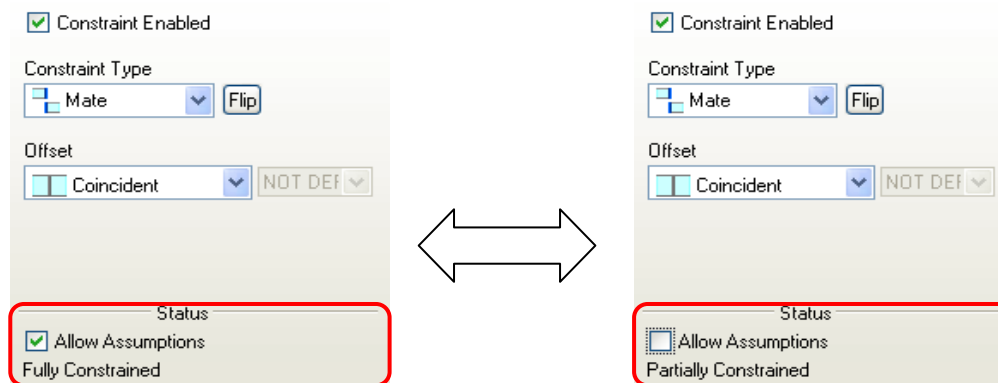 Constraint Enabled
Constraint Type
Mate Flip
Offset
Coincident NOT DEF
Status
Allow Assumptions
Fully Constrained
Constraint Enabled
Constraint Type
Mate Flip
Offset
Coincident NOT DEF
Status
Allow Assumptions
Partially Constrained